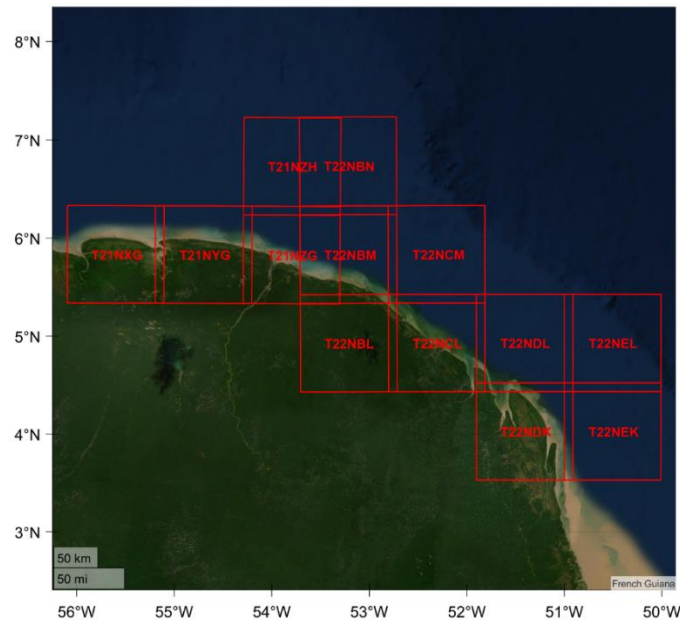 8°N
7°N
6°N
5°N
4°N
3°N
T21NZH T22NBN
T21NXG T21NYG T21NZG T22NBM T22NCM
T22NBL T22NCL T22NDL T22NEL
T22NDK T22NEK
50 km
50 mi
French Guiana
56°W 55°W 54°W 53°W 52°W 51°W 50°W